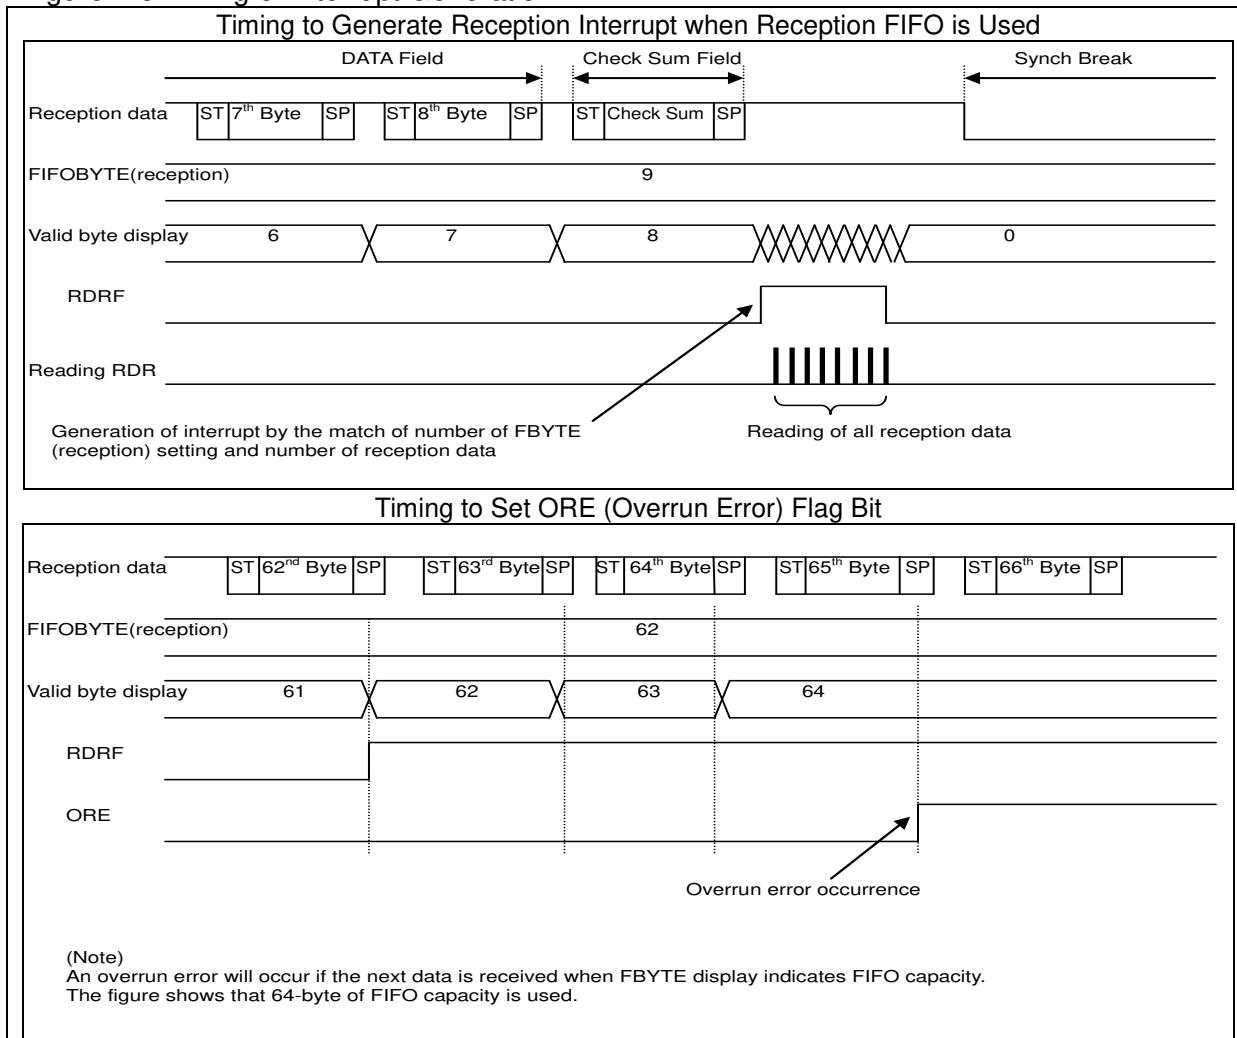 Timing to Generate Reception Interrupt when Reception FIFO is Used
DATA Field Check Sum Field Synch Break
Reception data ST 7th Byte SP ST 8th Byte SP ST Check Sum SP
FIFOBYTE(reception) 9
Valid byte display 6 7 8 0
RDRF
Reading RDR
Generation of interrupt by the match of number of FBYTE Reading of all reception data
(reception) setting and number of reception data
Timing to Set ORE (Overrun Error) Flag Bit
Reception data ST 62nd Byte SP ST 63rd Byte SP ST 64th Byte SP ST 65th Byte SP ST 66th Byte SP
FIFOBYTE(reception) 62
Valid byte display 61 62 63 64
RDRF
ORE
Overrun error occurrence
(Note)
An overrun error will occur if the next data is received when FBYTE display indicates FIFO capacity.
The figure shows that 64-byte of FIFO capacity is used.